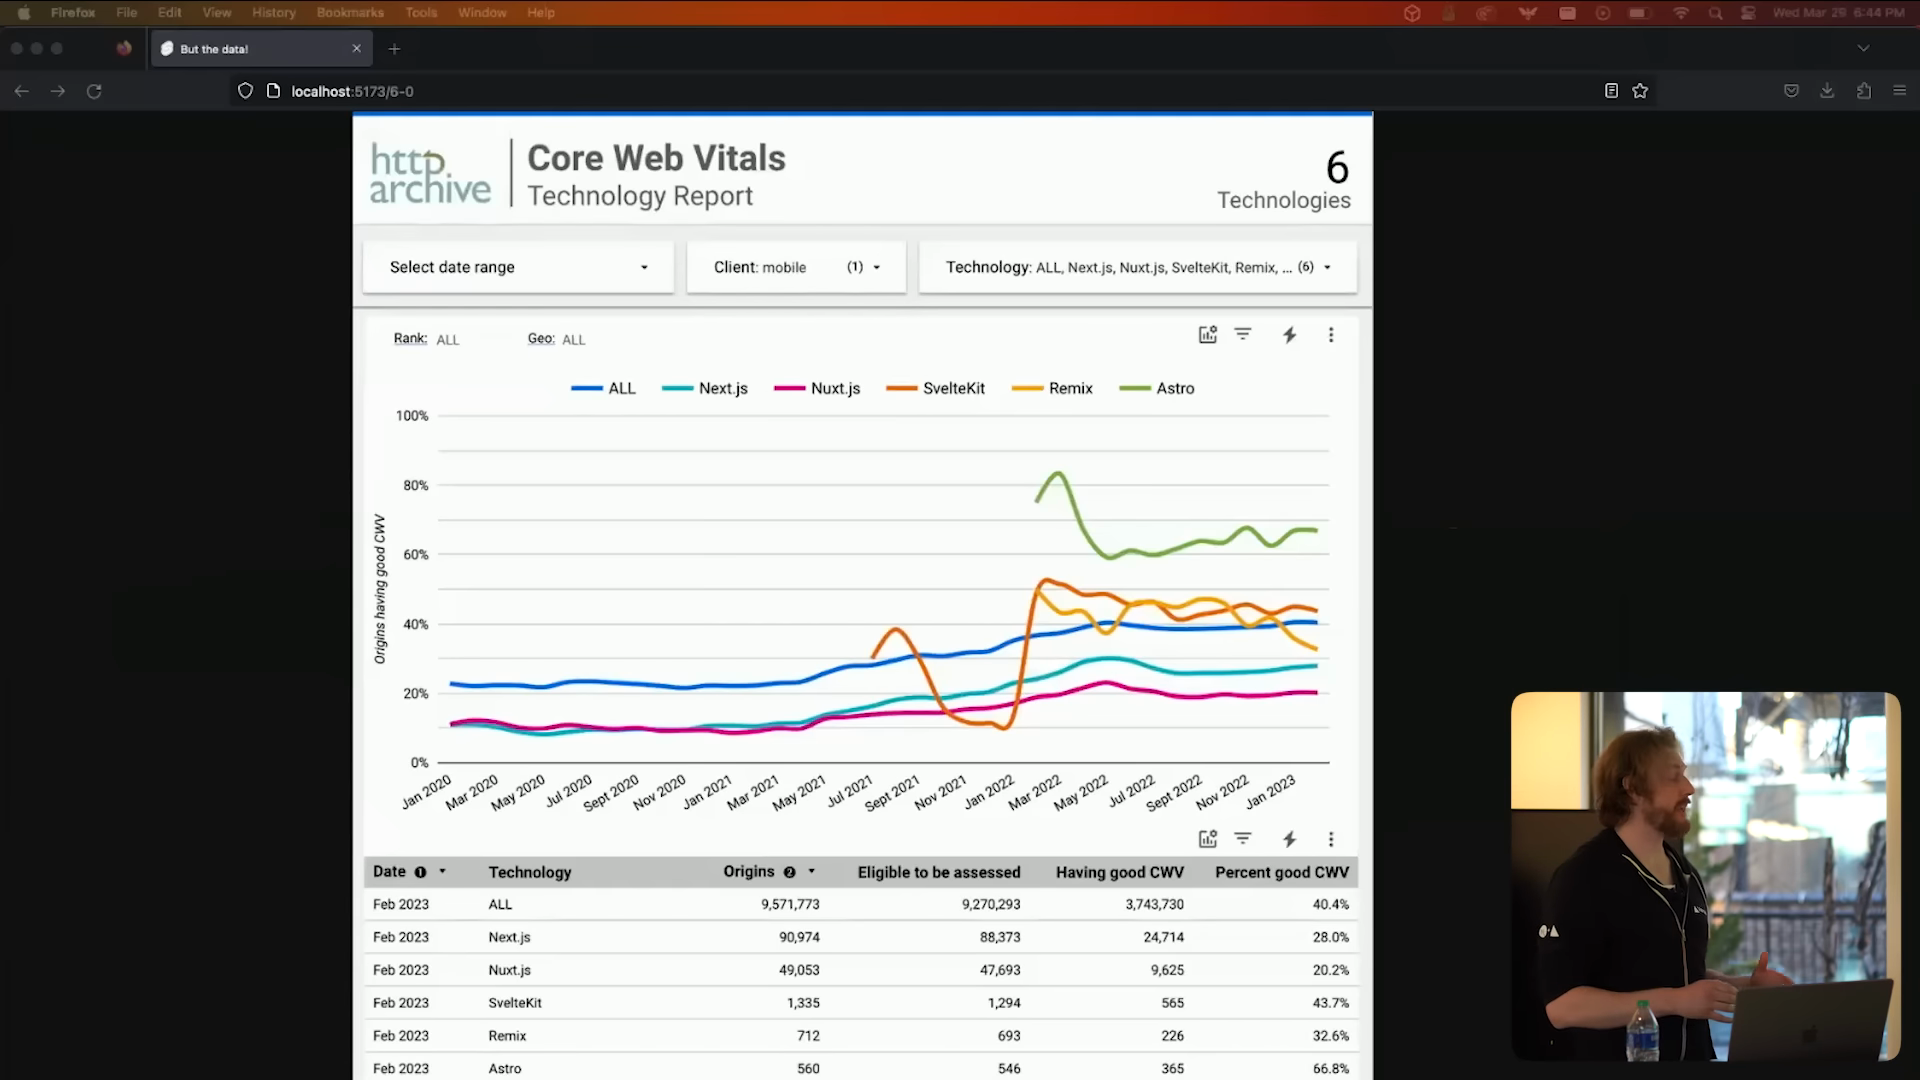 Firefox File Edit View History Bookmarks Tools Window Help Wed Mar 29 6:44 PM
But the data!
localhost:5173/6-0
http archive
Core Web Vitals
Technology Report
6
Technologies
Select date range
Client: mobile (1)
Technology: ALL, Next.js, Nuxt.js, SvelteKit, Remix, ... (6)
Rank: ALL Geo: ALL
ALL Next.js Nuxt.js SvelteKit Remix Astro
Origins having good CWV
100%
80%
60%
40%
20%
0%
Jan 2020 Mar 2020 May 2020 Jul 2020 Sept 2020 Nov 2020 Jan 2021 Mar 2021 May 2021 Jul 2021 Sept 2021 Nov 2021 Jan 2022 Mar 2022 May 2022 Jul 2022 Sept 2022 Nov 2022 Jan 2023
Date 1 Technology Origins 2 Eligible to be assessed Having good CWV Percent good CWV
Feb 2023 ALL 9,571,773 9,270,293 3,743,730 40.4%
Feb 2023 Next.js 90,974 88,373 24,714 28.0%
Feb 2023 Nuxt.js 49,053 47,693 9,625 20.2%
Feb 2023 SvelteKit 1,335 1,294 565 43.7%
Feb 2023 Remix 712 693 226 32.6%
Feb 2023 Astro 560 546 365 66.8%